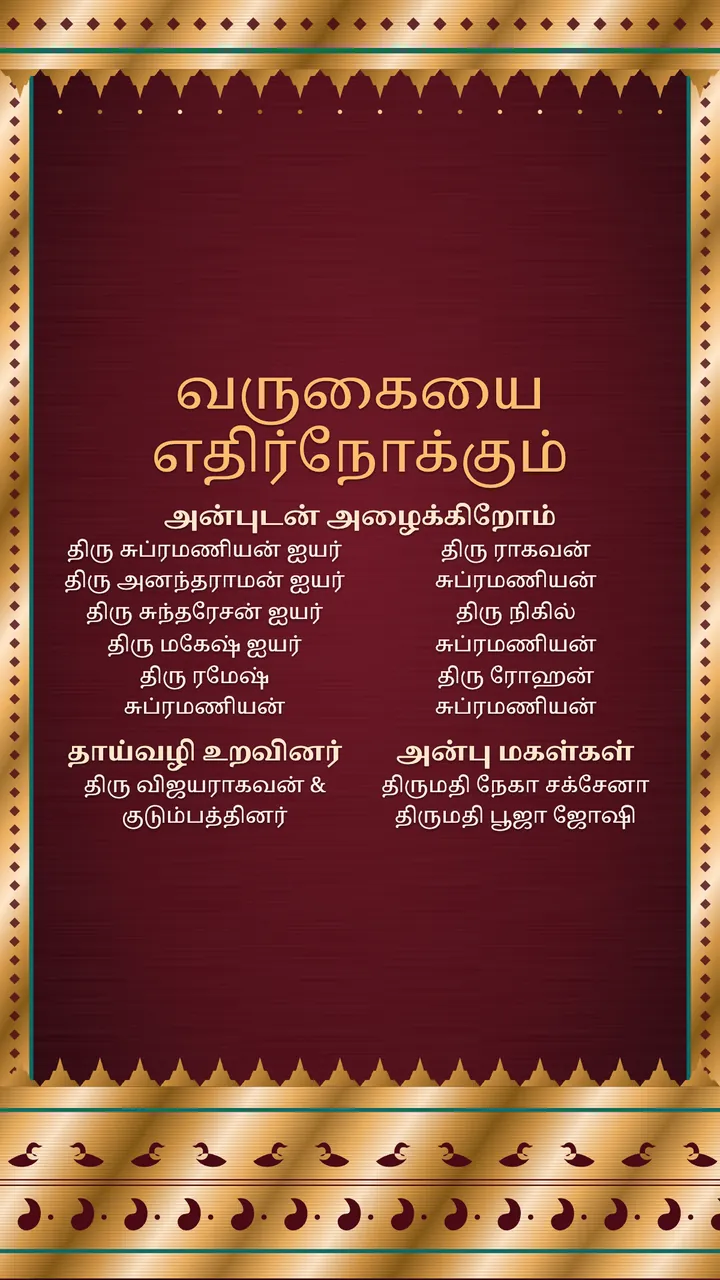 வருகையை
எதிர்நோக்கும்
அன்புடன் அழைக்கிறோம்
திரு சுப்ரமணியன் ஐயர்
திரு அனந்தராமன் ஐயர்
திரு சுந்தரேசன் ஐயர்
திரு மகேஷ் ஐயர்
திரு ரமேஷ்
சுப்ரமணியன்
திரு ராகவன்
சுப்ரமணியன்
திரு நிகில்
சுப்ரமணியன்
திரு ரோஹன்
சுப்ரமணியன்
தாய்வழி உறவினர்
திரு விஜயராகவன் &
குடும்பத்தினர்
அன்பு மகள்கள்
திருமதி நேகா சக்சேனா
திருமதி பூஜா ஜோஷி